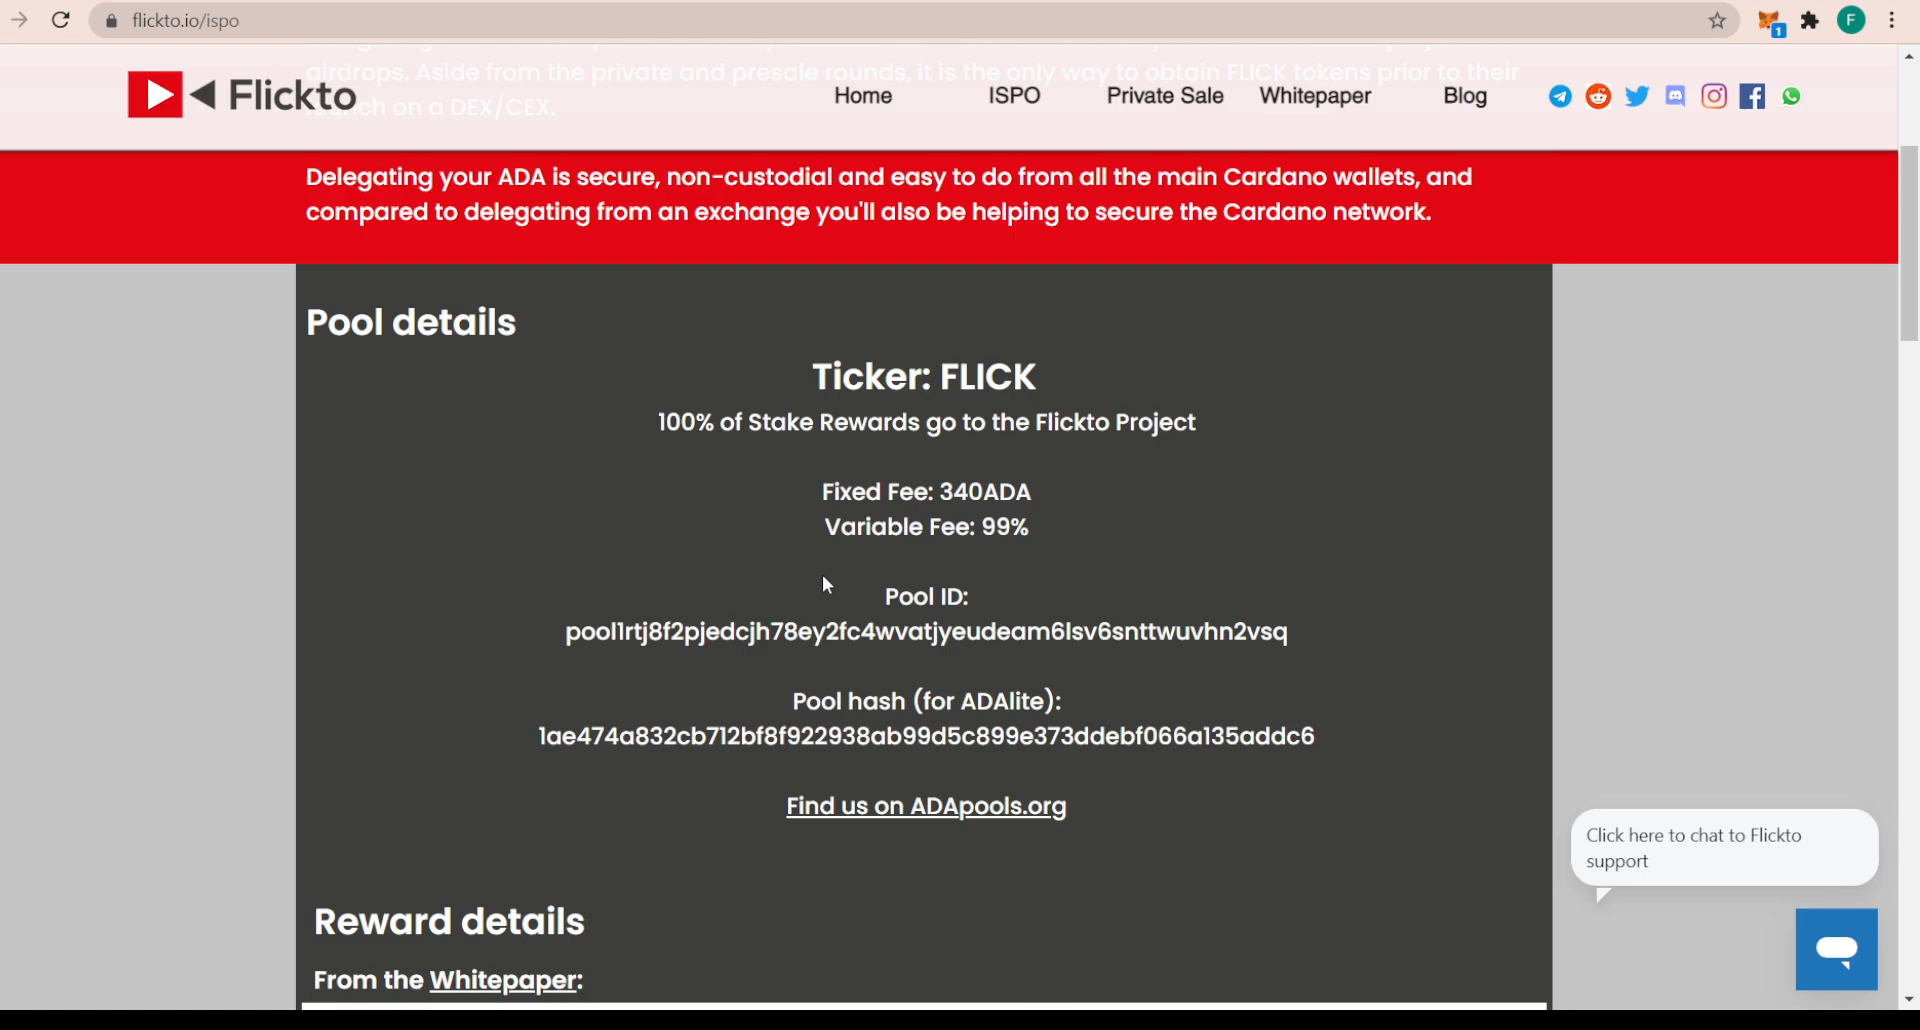 flickto.io/ispo
F
1
airdrops. Aside from the private and presale rounds, it is the only way to obtain FLICK tokens prior to their
launch on a DEX/CEX.
Flickto
Home ISPO Private Sale Whitepaper Blog
Delegating your ADA is secure, non-custodial and easy to do from all the main Cardano wallets, and
compared to delegating from an exchange you'll also be helping to secure the Cardano network.
Pool details
Ticker: FLICK
100% of Stake Rewards go to the Flickto Project
Fixed Fee: 340ADA
Variable Fee: 99%
Pool ID:
pool1rtj8f2pjedcjh78ey2fc4wvatjyeudeam6lsv6snttwuvhn2vsq
Pool hash (for ADAlite):
1ae474a832cb712bf8f922938ab99d5c899e373ddebf066a135addc6
Find us on ADApools.org
Click here to chat to Flickto
support
Reward details
From the Whitepaper: